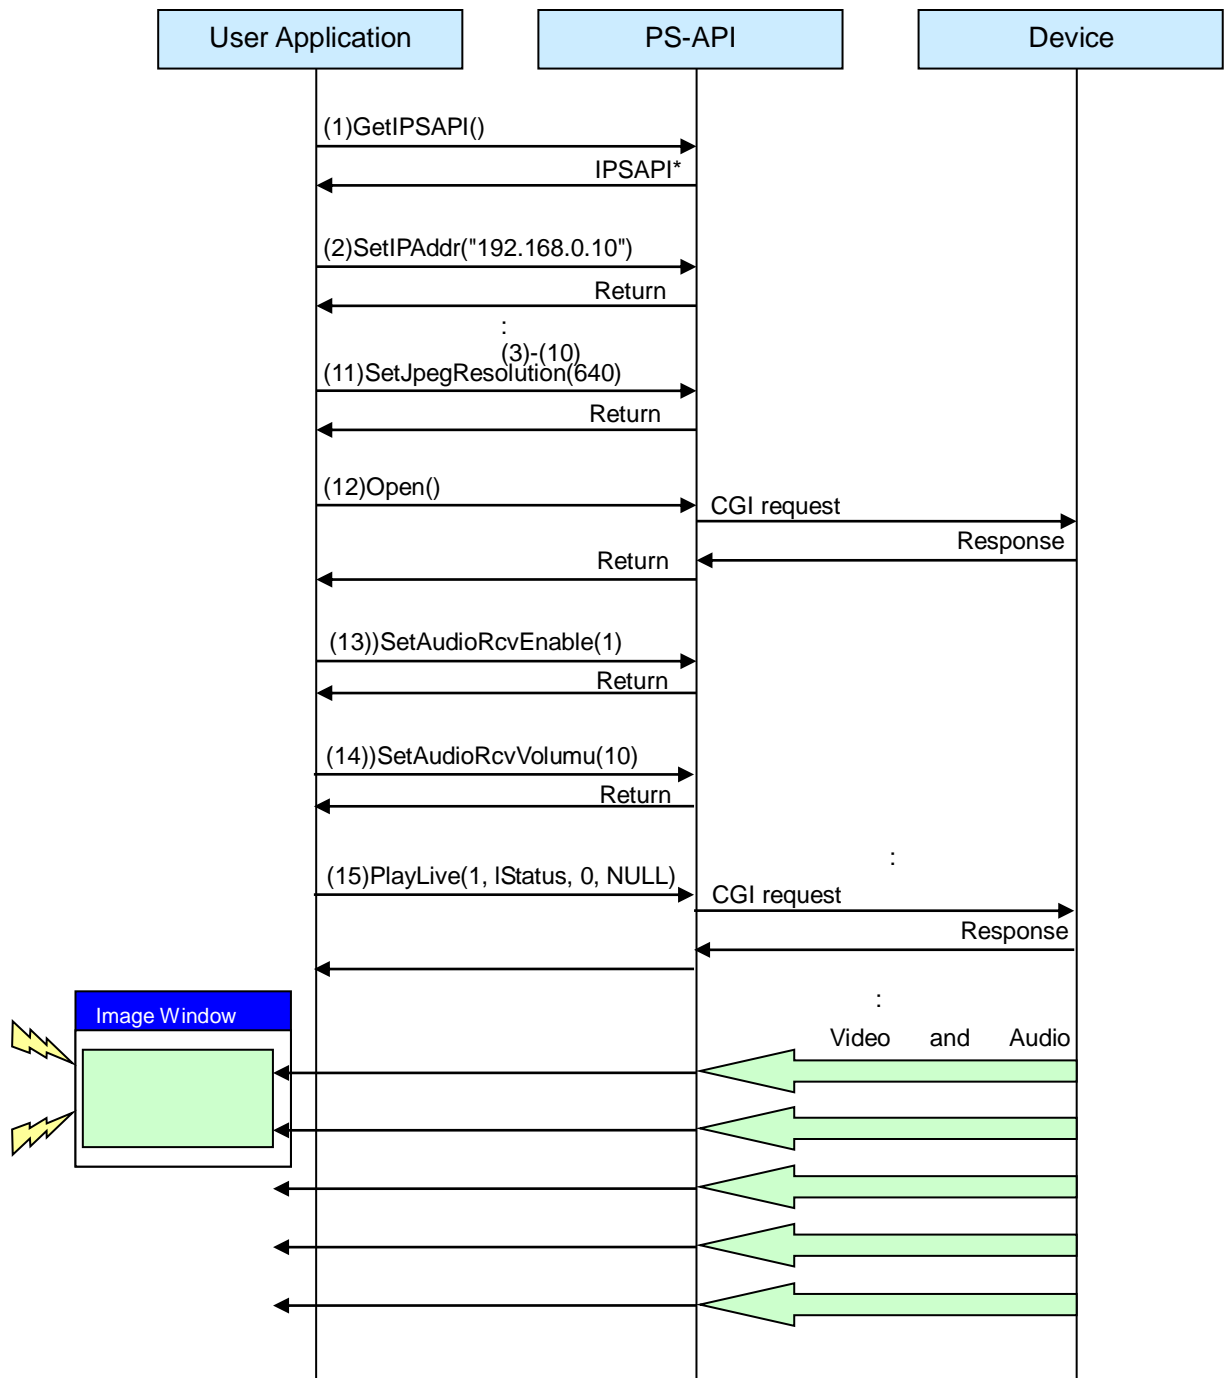 User Application
PS-API
Device
(1)GetIPSAPI()
IPSAPI*
(2)SetIPAddr("192.168.0.10")
Return
:
(3)-(10)
(11)SetJpegResolution(640)
Return
(12)Open()
CGI request
Response
Return
(13))SetAudioRcvEnable(1)
Return
(14))SetAudioRcvVolumu(10)
Return
:
(15)PlayLive(1, lStatus, 0, NULL)
CGI request
Response
:
Image Window
Video and Audio